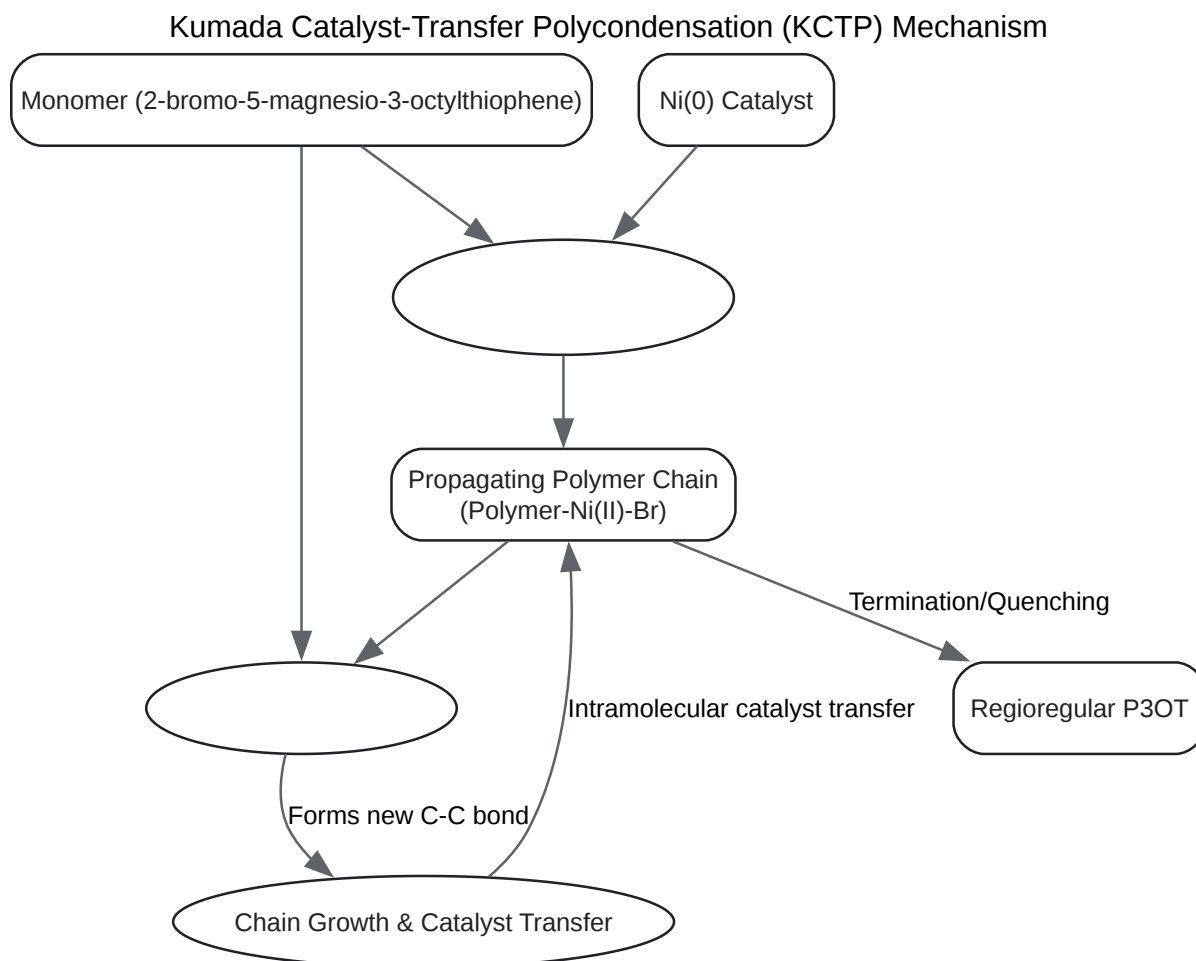 Kumada Catalyst-Transfer Polycondensation (KCTP) Mechanism
Monomer (2-bromo-5-magnesio-3-octylthiophene)
Ni(0) Catalyst
Propagating Polymer Chain
(Polymer-Ni(II)-Br)
Termination/Quenching
Intramolecular catalyst transfer
Regioregular P3OT
Forms new C-C bond
Chain Growth & Catalyst Transfer